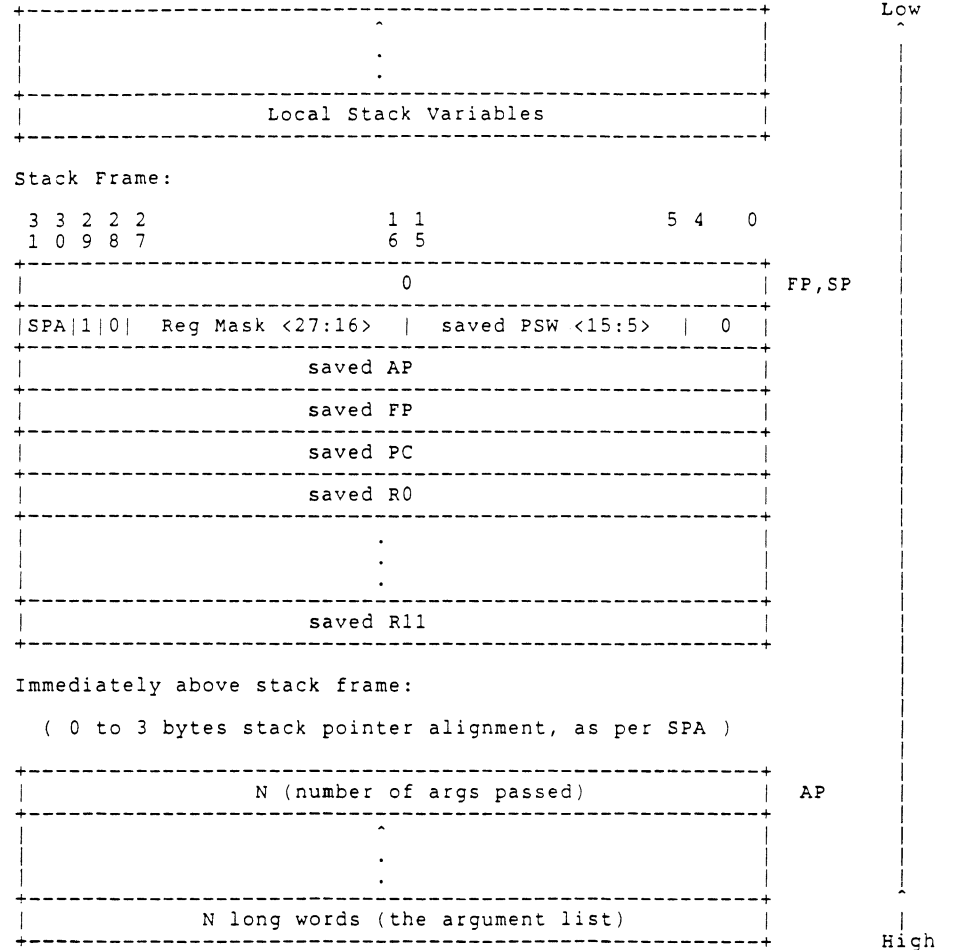 Low
Local Stack Variables
Stack Frame:
3 3 2 2 2 1 1 5 4 0
1 0 9 8 7 6 5
0 FP,SP
|SPA|1|0| Reg Mask <27:16> | saved PSW <15:5> | 0 |
saved AP
saved FP
saved PC
saved R0
.
.
.
saved R11
Immediately above stack frame:
( 0 to 3 bytes stack pointer alignment, as per SPA )
N (number of args passed) AP
N long words (the argument list)
High